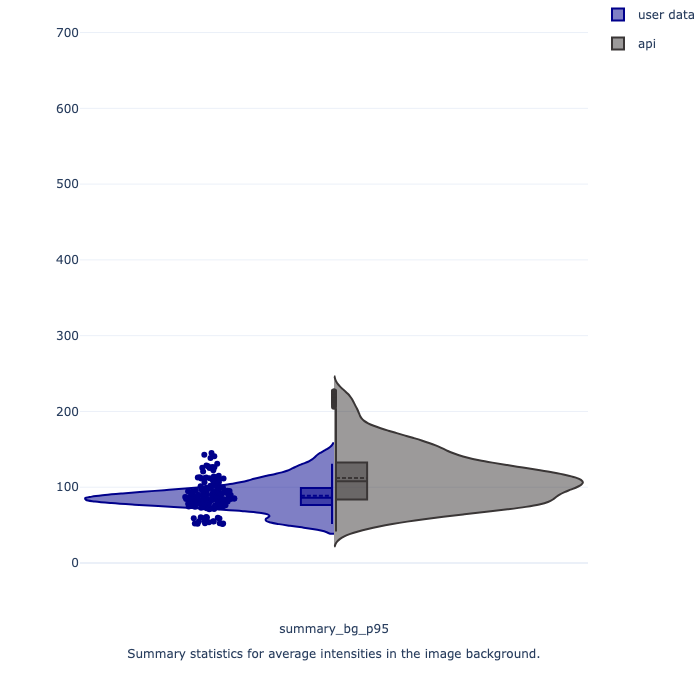 user data
api
700
600
500
400
300
200
100
0
summary_bg_p95
Summary statistics for average intensities in the image background.